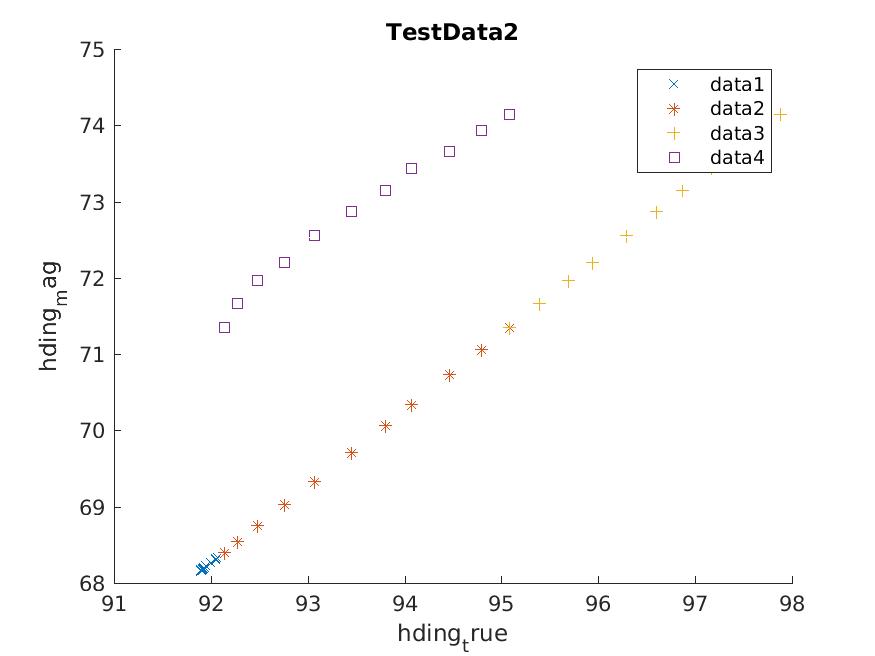 TestData2
75
74
73
72
71
70
69
68
hding_mag
91 92 93 94 95 96 97 98
hding_true
data1
data2
data3
data4